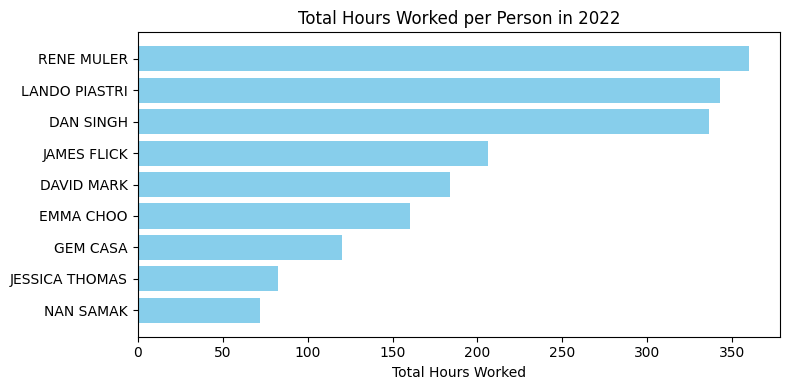 Total Hours Worked per Person in 2022
RENE MULER
LANDO PIASTRI
DAN SINGH
JAMES FLICK
DAVID MARK
EMMA CHOO
GEM CASA
JESSICA THOMAS
NAN SAMAK
0 50 100 150 200 250 300 350
Total Hours Worked